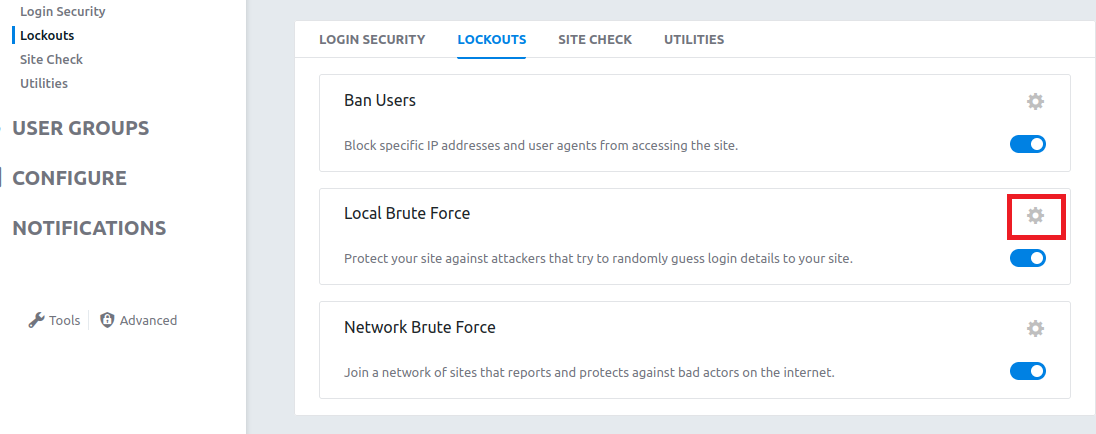 Login Security
Lockouts
Site Check
Utilities
USER GROUPS
CONFIGURE
NOTIFICATIONS
Tools
Advanced
LOGIN SECURITY
LOCKOUTS
SITE CHECK
UTILITIES
Ban Users
Block specific IP addresses and user agents from accessing the site.
Local Brute Force
Protect your site against attackers that try to randomly guess login details to your site.
Network Brute Force
Join a network of sites that reports and protects against bad actors on the internet.